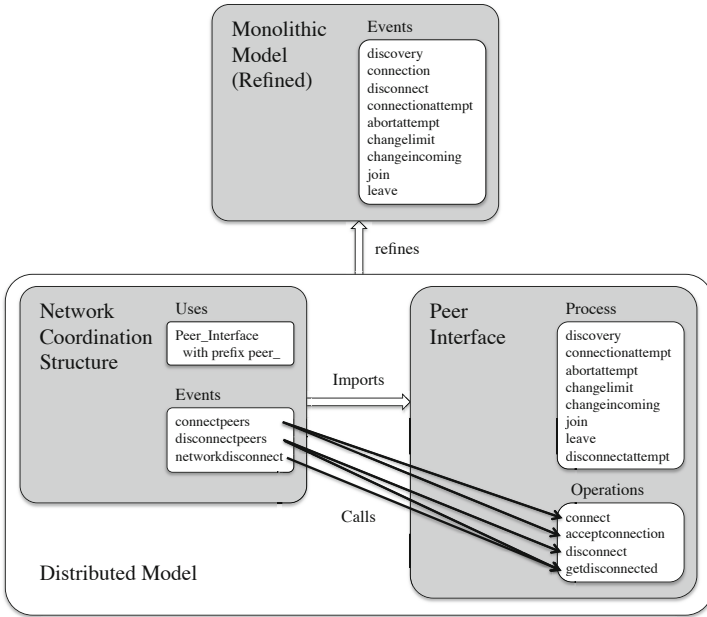 Monolithic
Model
(Refined)
Events
discovery
connection
disconnect
connectionattempt
abortattempt
changelimit
changeincoming
join
leave
refines
Network
Coordination
Structure
Uses
Peer_Interface
with prefix peer_
Events
connectpeers
disconnectpeers
networkdisconnect
Imports
Calls
Peer
Interface
Process
discovery
connectionattempt
abortattempt
changelimit
changeincoming
join
leave
disconnectattempt
Operations
connect
acceptconnection
disconnect
getdisconnected
Distributed Model